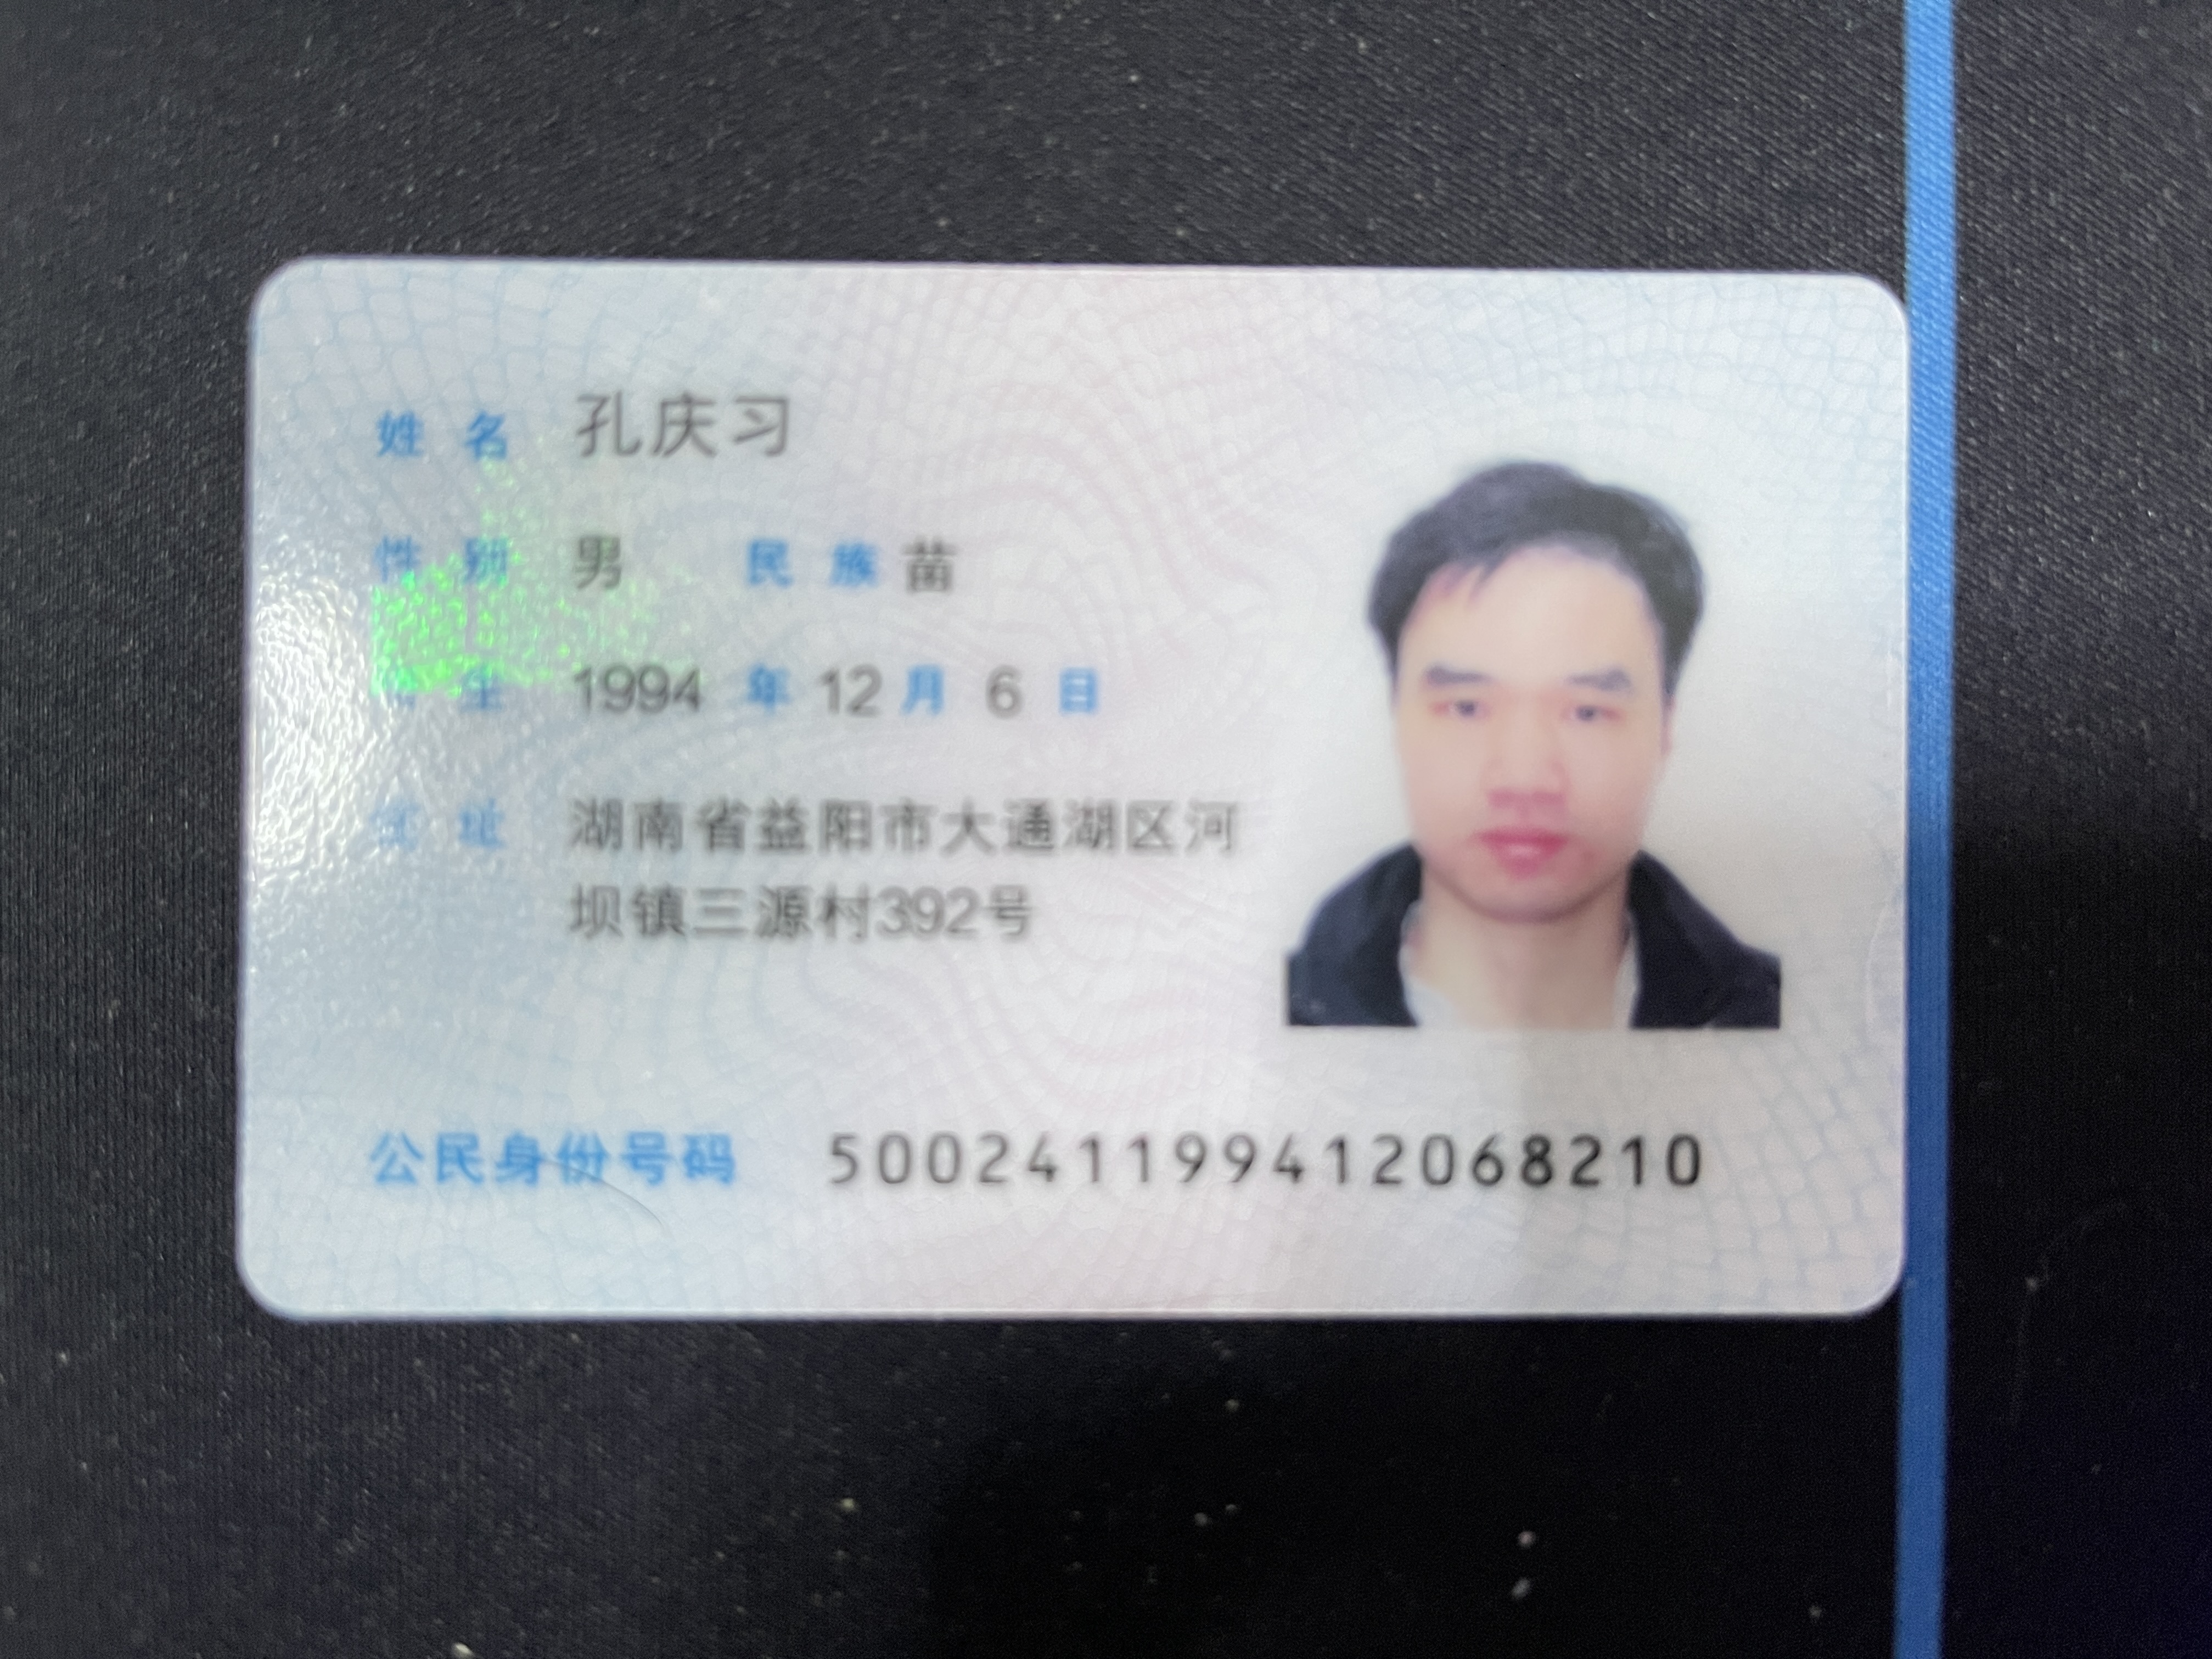 姓名 孔庆习
性别 男 民族 苗
出生 1994 年 12 月 6 日
住址 湖南省益阳市大通湖区河
坝镇三源村392号
公民身份号码 500241199412068210